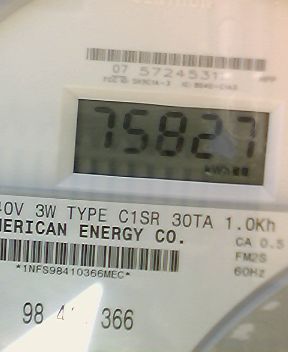 07 5724531
75827
kWh
40V 3W TYPE C1SR 30TA 1.0Kh
MERICAN ENERGY CO.
CA 0.5
FM2S
60Hz
*1NFS98410366MEC*
98 366